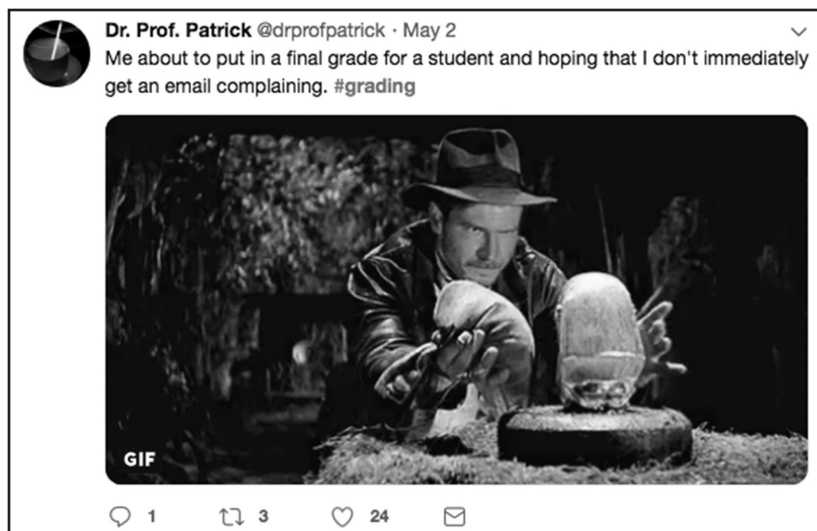 Dr. Prof. Patrick @drprofpatrick · May 2
Me about to put in a final grade for a student and hoping that I don't immediately
get an email complaining. #grading
GIF
1 3 24